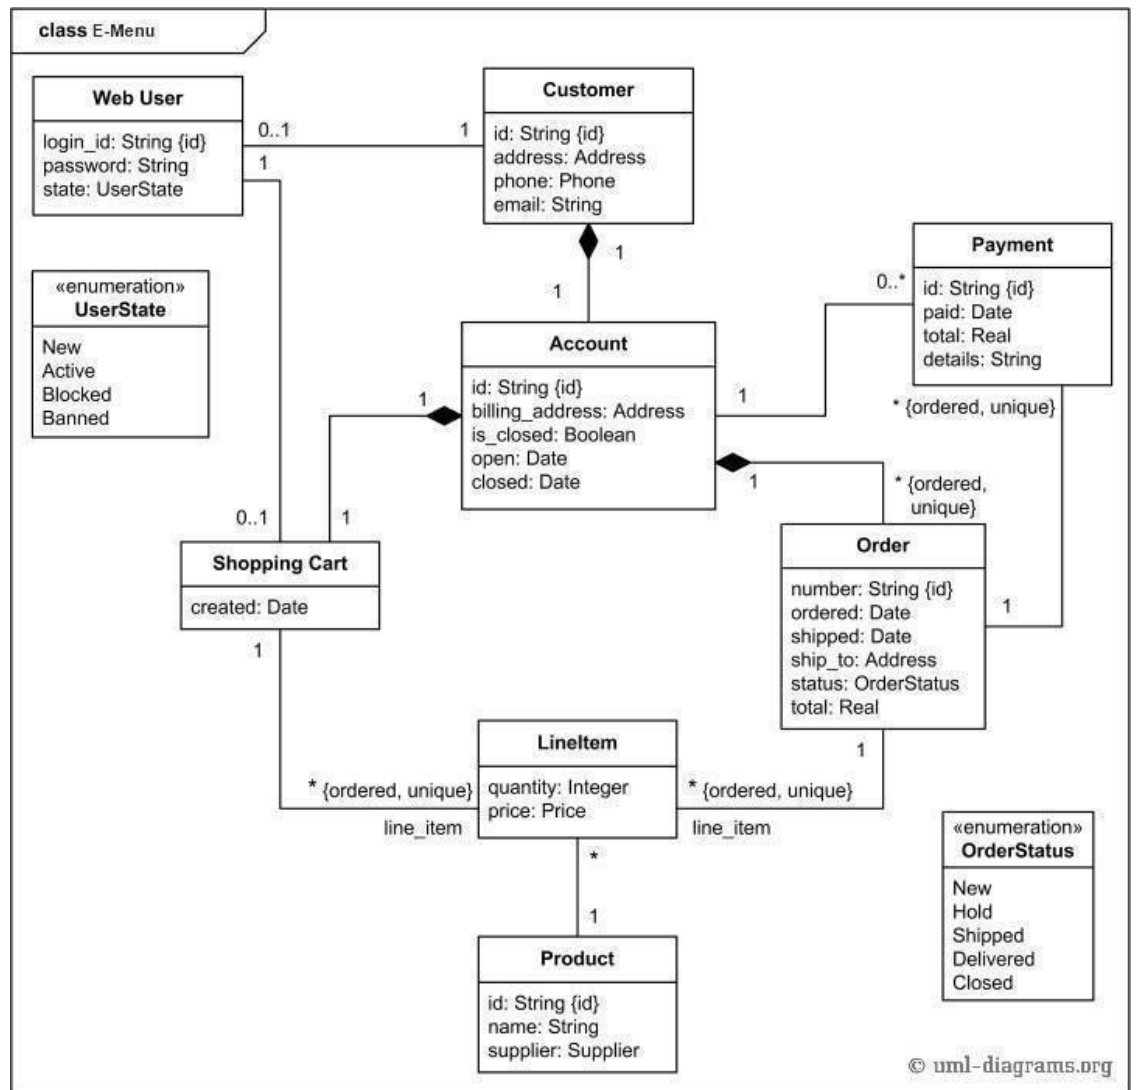 class E-Menu
Web User
login_id: String {id}
password: String
state: UserState
0..1
1
1
Customer
id: String {id}
address: Address
phone: Phone
email: String
1
1
«enumeration»
UserState
New
Active
Blocked
Banned
Account
id: String {id}
billing_address: Address
is_closed: Boolean
open: Date
closed: Date
Payment
id: String {id}
paid: Date
total: Real
details: String
0..*
1
* {ordered, unique}
1
1
* {ordered,
unique}
0..1
1
Shopping Cart
created: Date
1
Order
number: String {id}
ordered: Date
shipped: Date
ship_to: Address
status: OrderStatus
total: Real
1
1
LineItem
quantity: Integer
price: Price
* {ordered, unique}
line_item
* {ordered, unique}
line_item
*
1
Product
id: String {id}
name: String
supplier: Supplier
«enumeration»
OrderStatus
New
Hold
Shipped
Delivered
Closed
© uml-diagrams.org